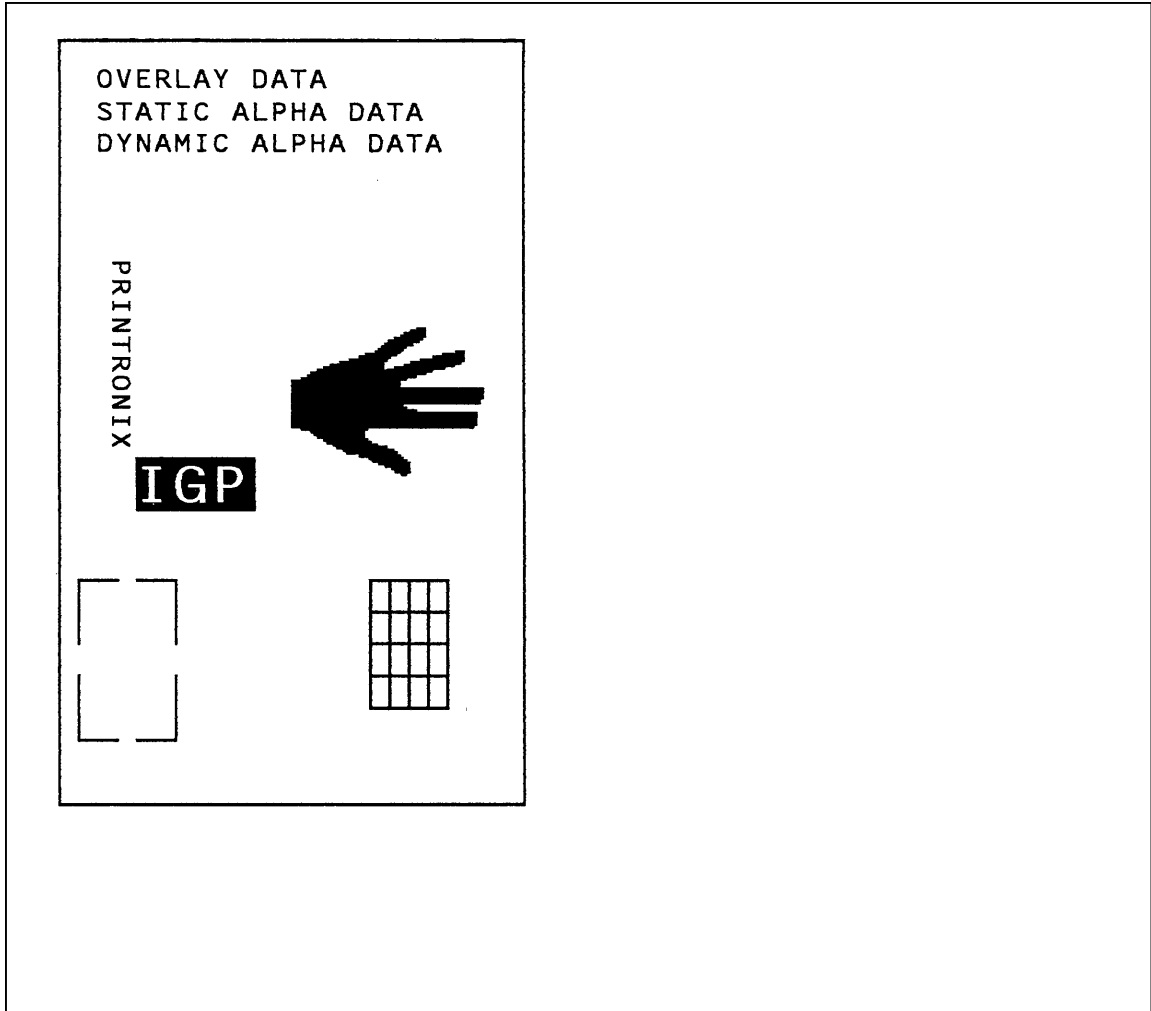 OVERLAY DATA
STATIC ALPHA DATA
DYNAMIC ALPHA DATA
PRINTRONIX
IGP